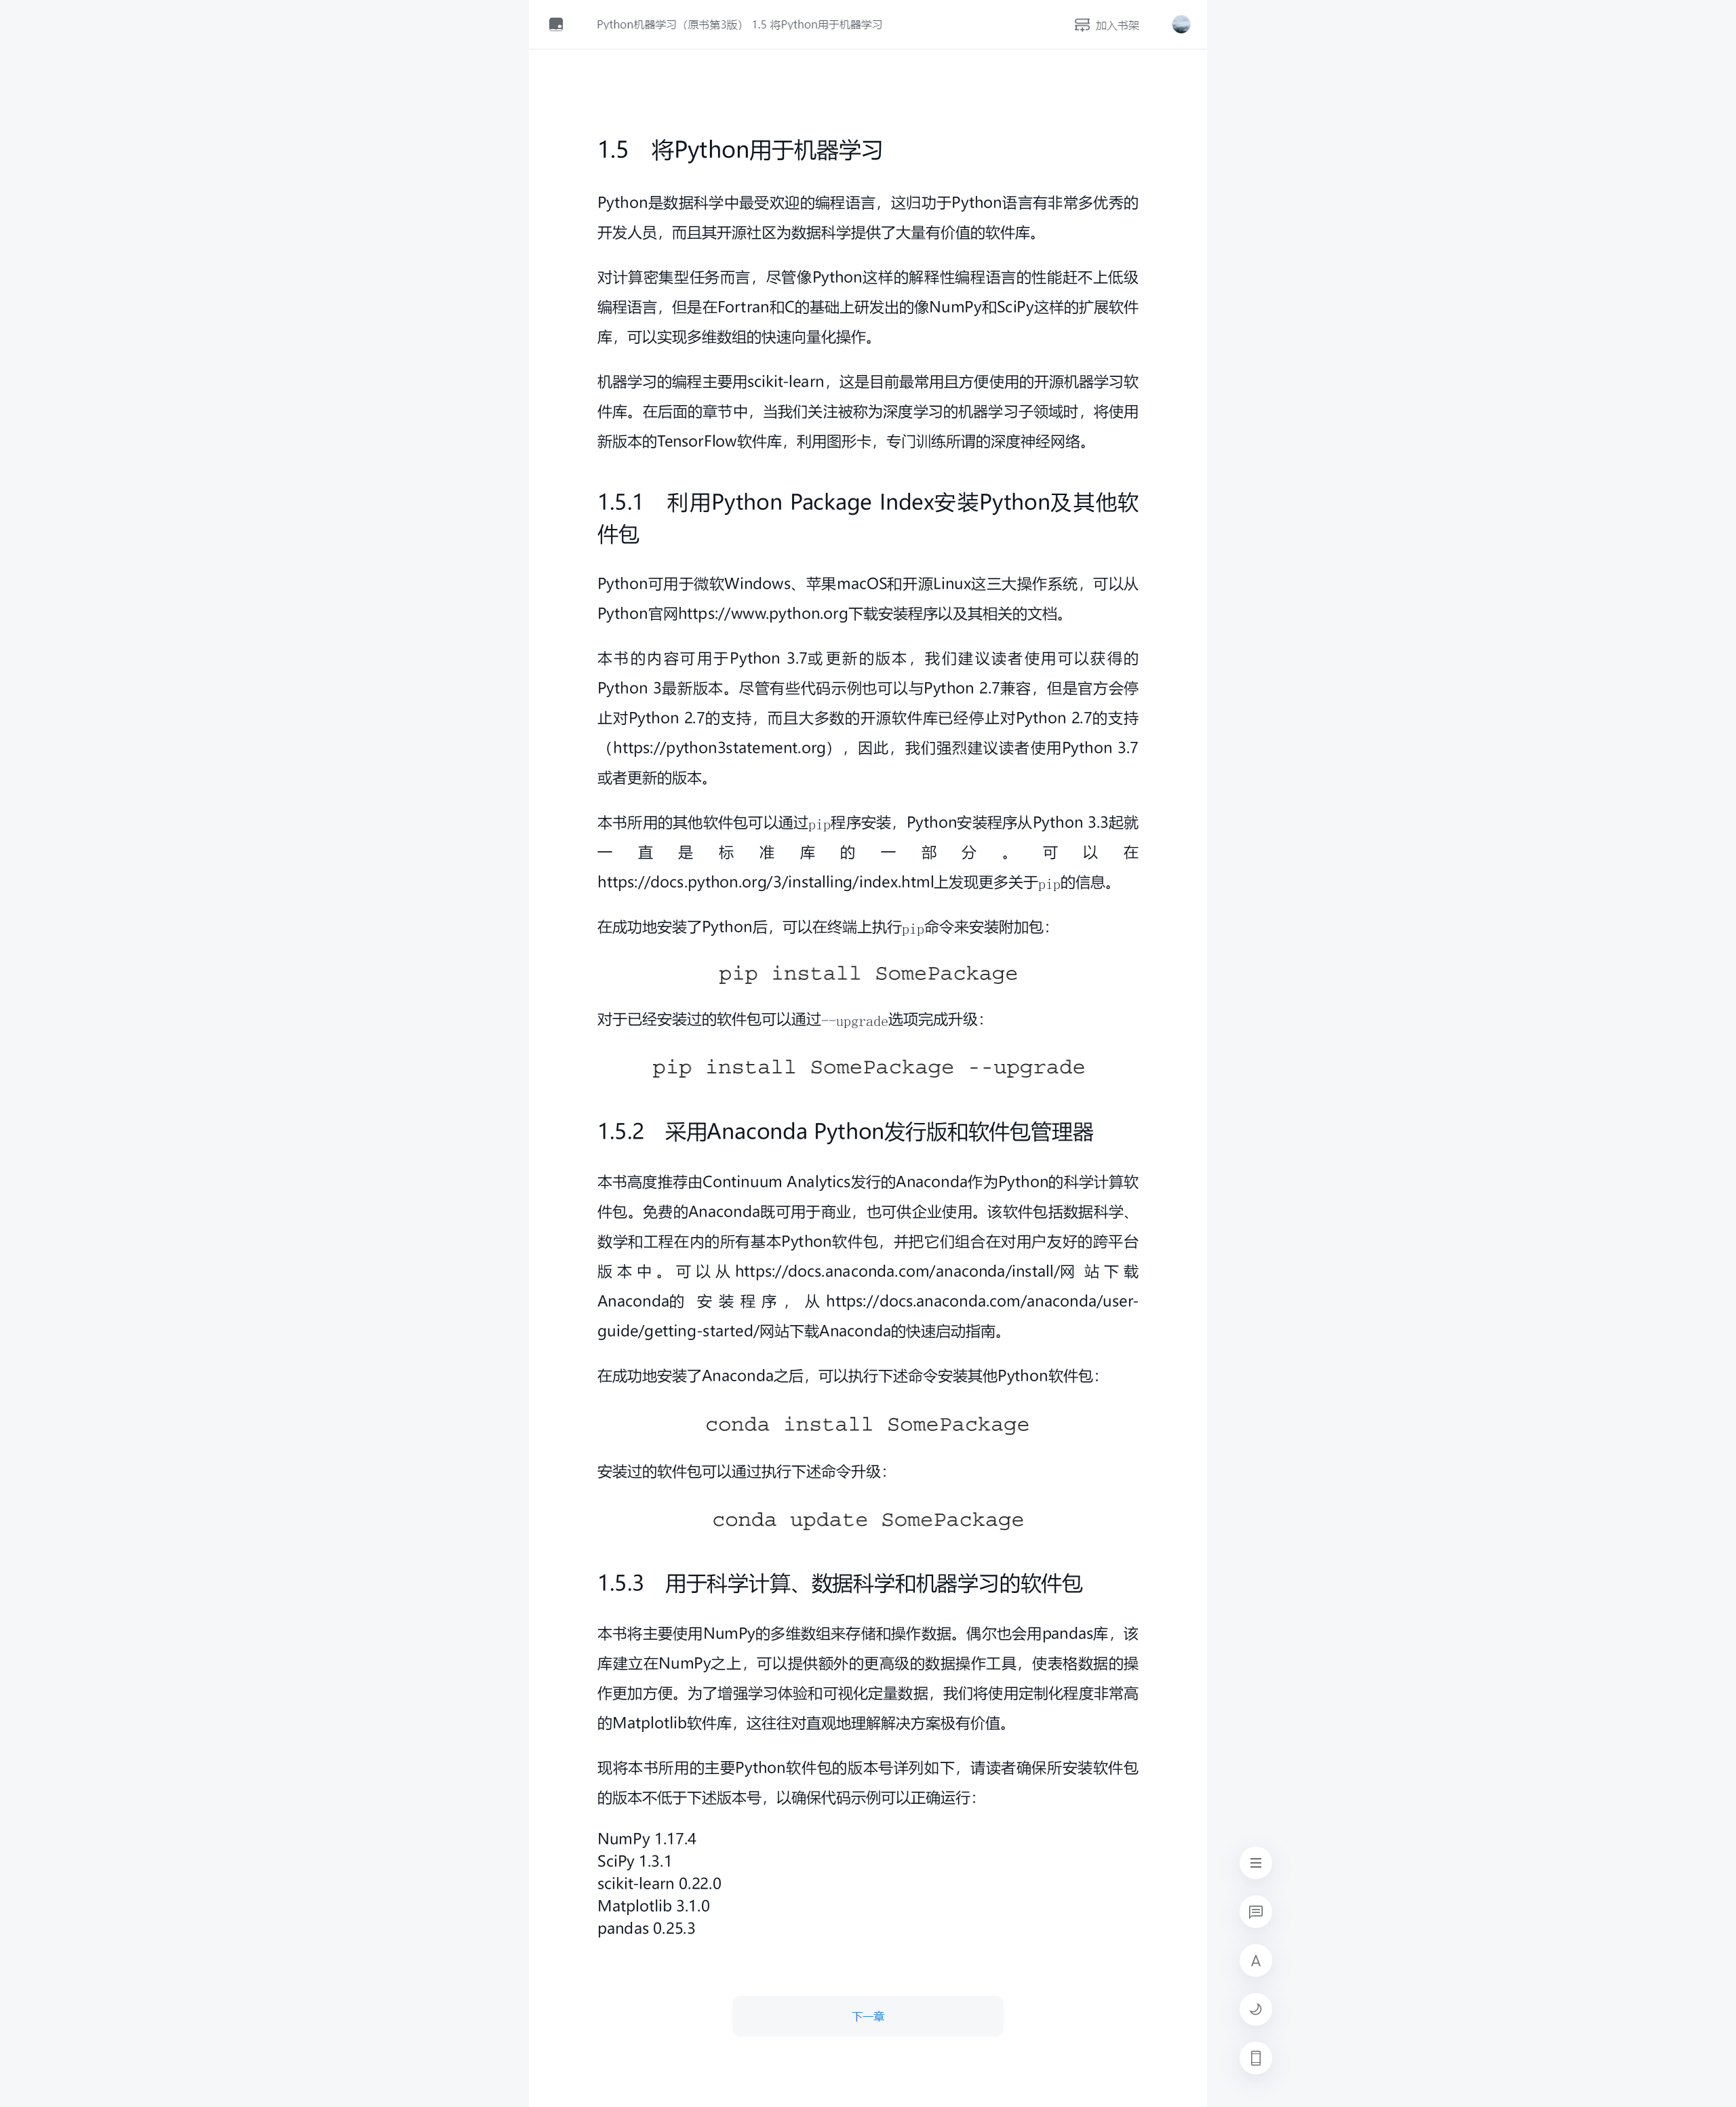 Python机器学习（原书第3版） 1.5 将Python用于机器学习
加入书架
1.5　将Python用于机器学习
Python是数据科学中最受欢迎的编程语言，这归功于Python语言有非常多优秀的
开发人员，而且其开源社区为数据科学提供了大量有价值的软件库。
对计算密集型任务而言，尽管像Python这样的解释性编程语言的性能赶不上低级
编程语言，但是在Fortran和C的基础上研发出的像NumPy和SciPy这样的扩展软件
库，可以实现多维数组的快速向量化操作。
机器学习的编程主要用scikit-learn，这是目前最常用且方便使用的开源机器学习软
件库。在后面的章节中，当我们关注被称为深度学习的机器学习子领域时，将使用
新版本的TensorFlow软件库，利用图形卡，专门训练所谓的深度神经网络。
1.5.1　利用Python Package Index安装Python及其他软
件包
Python可用于微软Windows、苹果macOS和开源Linux这三大操作系统，可以从
Python官网https://www.python.org下载安装程序以及其相关的文档。
本书的内容可用于Python 3.7或更新的版本，我们建议读者使用可以获得的
Python 3最新版本。尽管有些代码示例也可以与Python 2.7兼容，但是官方会停
止对Python 2.7的支持，而且大多数的开源软件库已经停止对Python 2.7的支持
（https://python3statement.org），因此，我们强烈建议读者使用Python 3.7
或者更新的版本。
本书所用的其他软件包可以通过pip程序安装，Python安装程序从Python 3.3起就
一直是标准库的一部分。可以在
https://docs.python.org/3/installing/index.html上发现更多关于pip的信息。
在成功地安装了Python后，可以在终端上执行pip命令来安装附加包：
pip install SomePackage
对于已经安装过的软件包可以通过--upgrade选项完成升级：
pip install SomePackage --upgrade
1.5.2　采用Anaconda Python发行版和软件包管理器
本书高度推荐由Continuum Analytics发行的Anaconda作为Python的科学计算软
件包。免费的Anaconda既可用于商业，也可供企业使用。该软件包括数据科学、
数学和工程在内的所有基本Python软件包，并把它们组合在对用户友好的跨平台
版本中。可以从https://docs.anaconda.com/anaconda/install/网站下载
Anaconda的安装程序，从https://docs.anaconda.com/anaconda/user-
guide/getting-started/网站下载Anaconda的快速启动指南。
在成功地安装了Anaconda之后，可以执行下述命令安装其他Python软件包：
conda install SomePackage
安装过的软件包可以通过执行下述命令升级：
conda update SomePackage
1.5.3　用于科学计算、数据科学和机器学习的软件包
本书将主要使用NumPy的多维数组来存储和操作数据。偶尔也会用pandas库，该
库建立在NumPy之上，可以提供额外的更高级的数据操作工具，使表格数据的操
作更加方便。为了增强学习体验和可视化定量数据，我们将使用定制化程度非常高
的Matplotlib软件库，这往往对直观地理解解决方案极有价值。
现将本书所用的主要Python软件包的版本号详列如下，请读者确保所安装软件包
的版本不低于下述版本号，以确保代码示例可以正确运行：
NumPy 1.17.4
SciPy 1.3.1
scikit-learn 0.22.0
Matplotlib 3.1.0
pandas 0.25.3
下一章